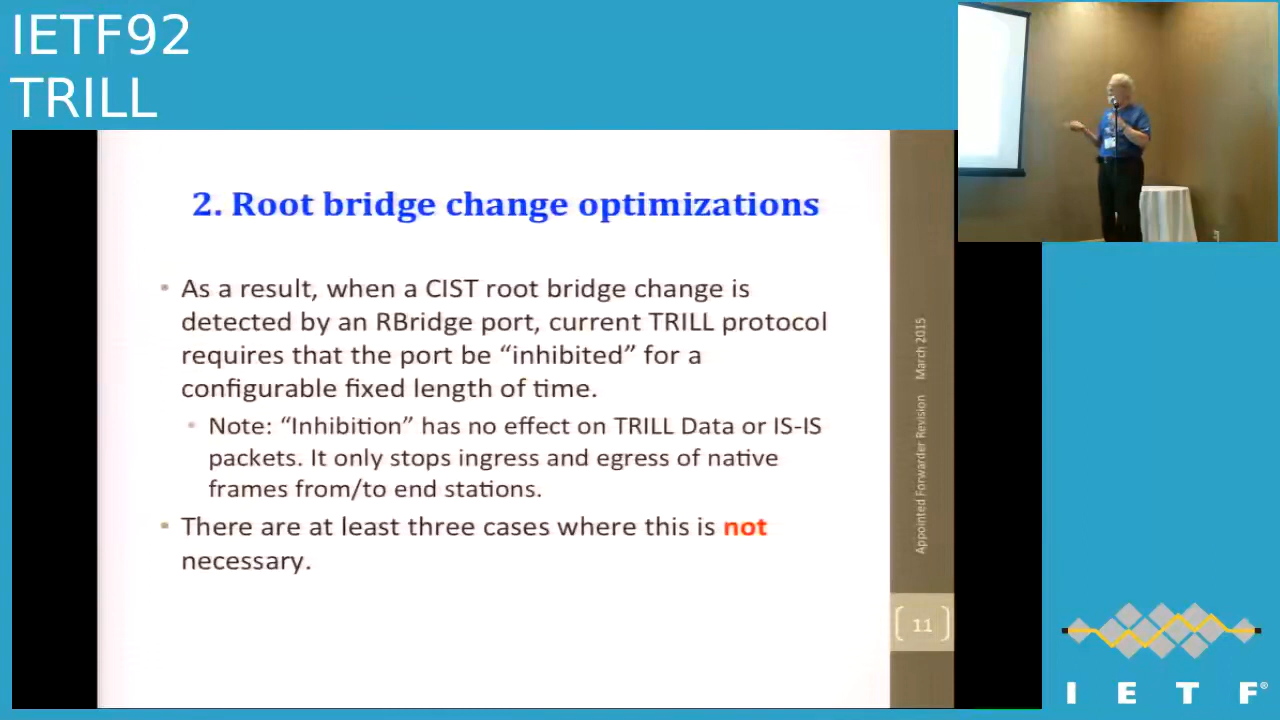 IETF92
TRILL
2. Root bridge change optimizations
• As a result, when a CIST root bridge change is
detected by an RBridge port, current TRILL protocol
requires that the port be “inhibited” for a
configurable fixed length of time.
• Note: “Inhibition” has no effect on TRILL Data or IS-IS
packets. It only stops ingress and egress of native
frames from/to end stations.
• There are at least three cases where this is not
necessary.
Appointed Forwarder Revision March 2015
11
I E T F®